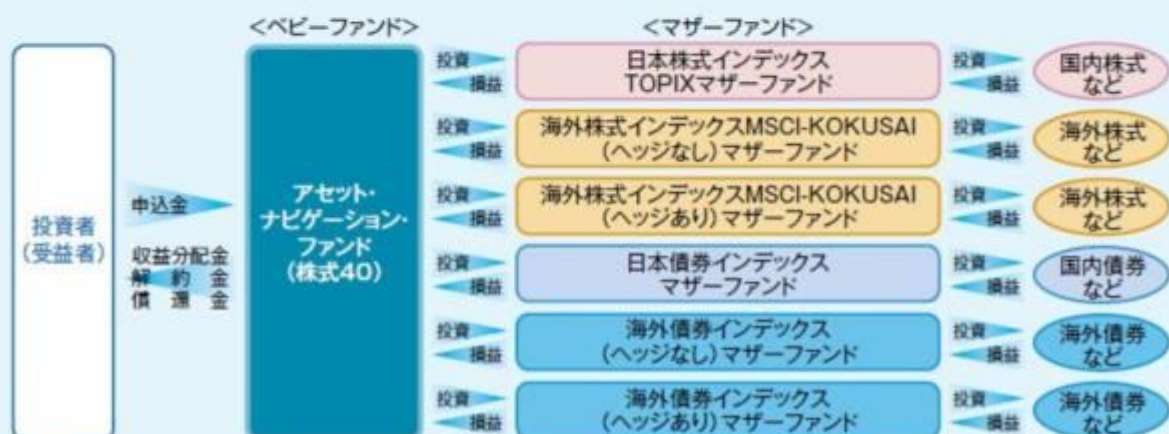 <ベビーファンド>
<マザーファンド>
投資者
(受益者)
申込金
収益分配金
解約金
償還金
アセット・
ナビゲーション・
ファンド
(株式40)
投資
損益
日本株式インデックス
TOPIXマザーファンド
投資
損益
国内株式
など
投資
損益
海外株式インデックスMSCI-KOKUSAI
(ヘッジなし)マザーファンド
投資
損益
海外株式
など
投資
損益
海外株式インデックスMSCI-KOKUSAI
(ヘッジあり)マザーファンド
投資
損益
海外株式
など
投資
損益
日本債券インデックス
マザーファンド
投資
損益
国内債券
など
投資
損益
海外債券インデックス
(ヘッジなし)マザーファンド
投資
損益
海外債券
など
投資
損益
海外債券インデックス
(ヘッジあり)マザーファンド
投資
損益
海外債券
など